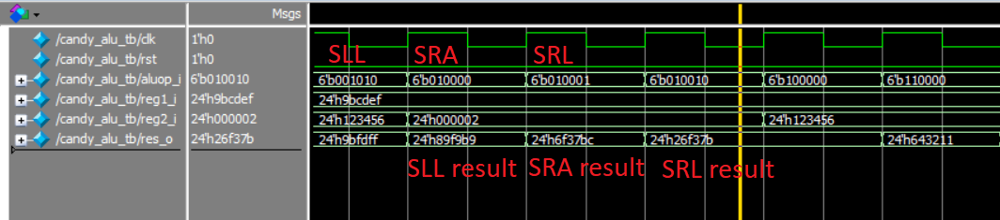 Msgs
/candy_alu_tb/clk 1'h0
/candy_alu_tb/rst 1'h0
SLL SRA SRL
/candy_alu_tb/aluop_i 6'b010010 6'b001010 6'b010000 6'b010001 6'b010010 6'b100000 6'b110000
/candy_alu_tb/reg1_i 24'h9bcdef 24'h9bcdef
/candy_alu_tb/reg2_i 24'h000002 24'h123456 24'h000002 24'h123456
/candy_alu_tb/res_o 24'h26f37b 24'h9bfdff 24'h89f9b9 24'h6f37bc 24'h26f37b 24'h643211
SLL result SRA result SRL result